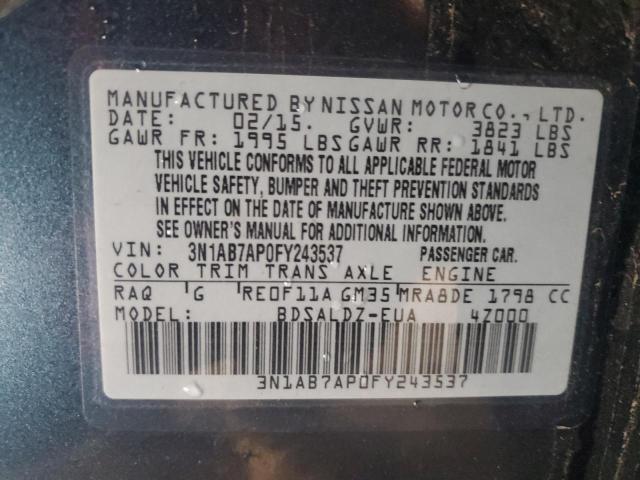 MANUFACTURED BY NISSAN MOTOR CO., LTD.
DATE: 02/15. GVWR: 3823 LBS
GAWR FR: 1995 LBS GAWR RR: 1841 LBS
THIS VEHICLE CONFORMS TO ALL APPLICABLE FEDERAL MOTOR
VEHICLE SAFETY, BUMPER AND THEFT PREVENTION STANDARDS
IN EFFECT ON THE DATE OF MANUFACTURE SHOWN ABOVE.
SEE OWNER'S MANUAL FOR ADDITIONAL INFORMATION
VIN: 3N1AB7AP0FY243537 PASSENGER CAR.
COLOR TRIM TRANS AXLE ENGINE
RAQ G RE0F11A GM35 MRA8DE 1798 CC
MODEL: BDSALDZ-EUA 4Z000
3N1AB7AP0FY243537